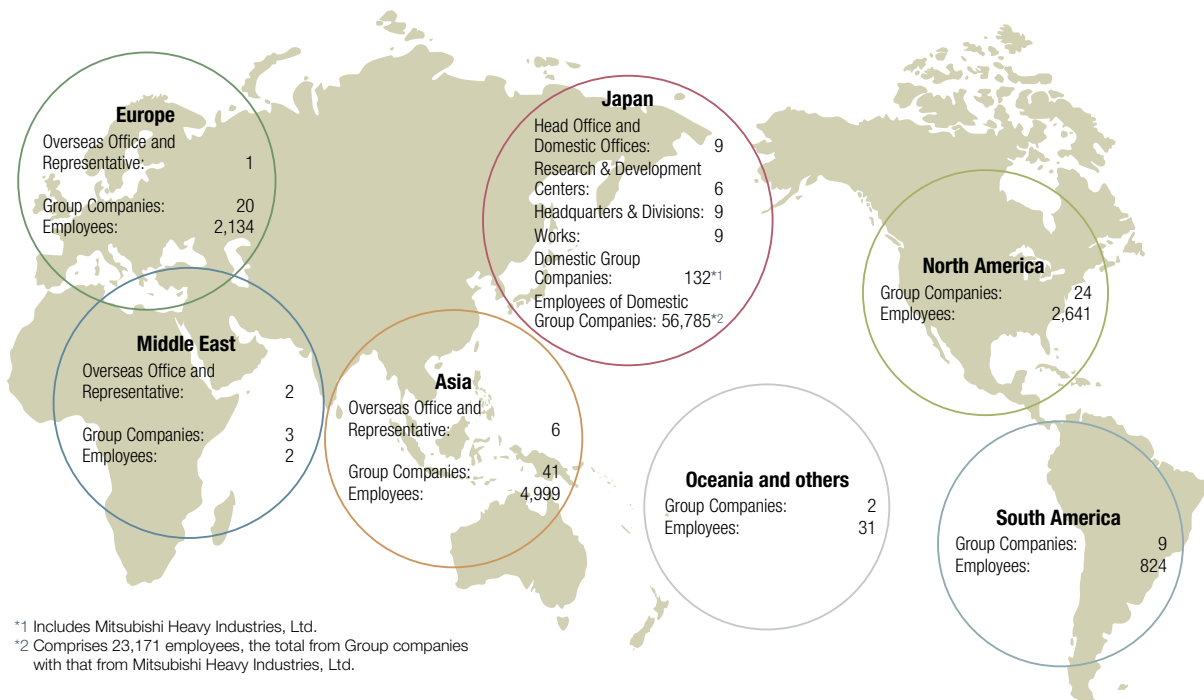 Europe
Overseas Office and
Representative: 1
Group Companies: 20
Employees: 2,134
Middle East
Overseas Office and
Representative: 2
Group Companies: 3
Employees: 2
Asia
Overseas Office and
Representative: 6
Group Companies: 41
Employees: 4,999
Japan
Head Office and
Domestic Offices: 9
Research & Development
Centers: 6
Headquarters & Divisions: 9
Works: 9
Domestic Group
Companies: 132*1
Employees of Domestic
Group Companies: 56,785*2
Oceania and others
Group Companies: 2
Employees: 31
North America
Group Companies: 24
Employees: 2,641
South America
Group Companies: 9
Employees: 824
*1 Includes Mitsubishi Heavy Industries, Ltd.
*2 Comprises 23,171 employees, the total from Group companies
with that from Mitsubishi Heavy Industries, Ltd.